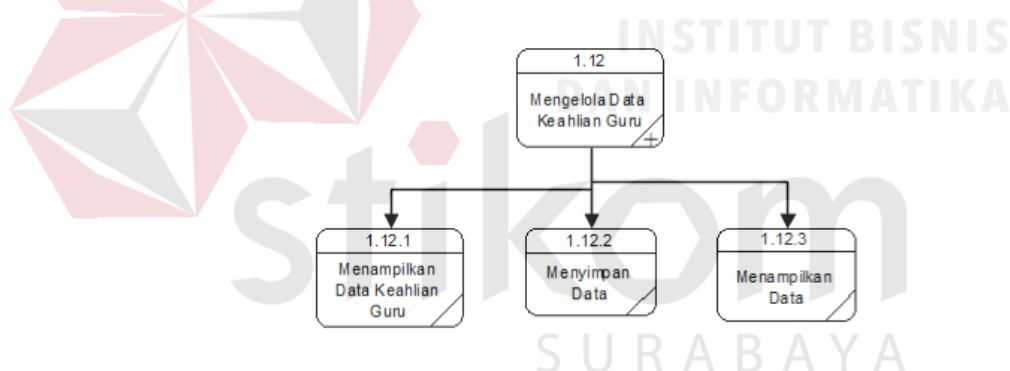 INSTITUT BISNIS
DAN INFORMATIKA
stikom
SURABAYA
1.12
Mengelola Data
Keahlian Guru
1.12.1
Menampilkan
Data Keahlian
Guru
1.12.2
Menyimpan
Data
1.12.3
Menampilkan
Data